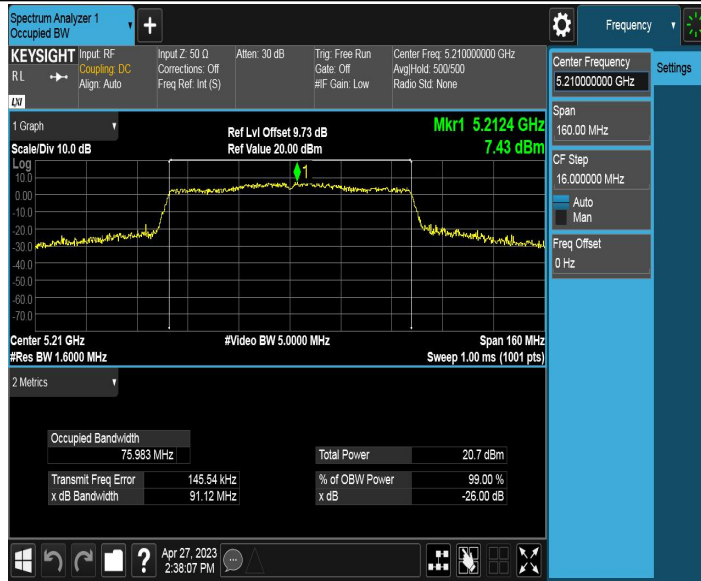 Spectrum Analyzer 1
Occupied BW
+
Frequency
KEYSIGHT
RL
LXI
Input: RF
Coupling: DC
Align: Auto
Input Z: 50 Ω
Corrections: Off
Freq Ref: Int (S)
Atten: 30 dB
Trig: Free Run
Gate: Off
#IF Gain: Low
Center Freq: 5.210000000 GHz
Avg|Hold: 500/500
Radio Std: None
Center Frequency
5.210000000 GHz
Settings
Span
160.00 MHz
CF Step
16.000000 MHz
Auto
Man
Freq Offset
0 Hz
1 Graph
Scale/Div 10.0 dB
Ref Lvl Offset 9.73 dB
Ref Value 20.00 dBm
Mkr1 5.2124 GHz
7.43 dBm
Log
10.0
0.00
-10.0
-20.0
-30.0
-40.0
-50.0
-60.0
-70.0
1
Center 5.21 GHz
#Res BW 1.6000 MHz
#Video BW 5.0000 MHz
Span 160 MHz
Sweep 1.00 ms (1001 pts)
2 Metrics
Occupied Bandwidth
75.983 MHz
Total Power 20.7 dBm
Transmit Freq Error 145.54 kHz
% of OBW Power 99.00 %
x dB Bandwidth 91.12 MHz
x dB -26.00 dB
?
Apr 27, 2023
2:38:07 PM